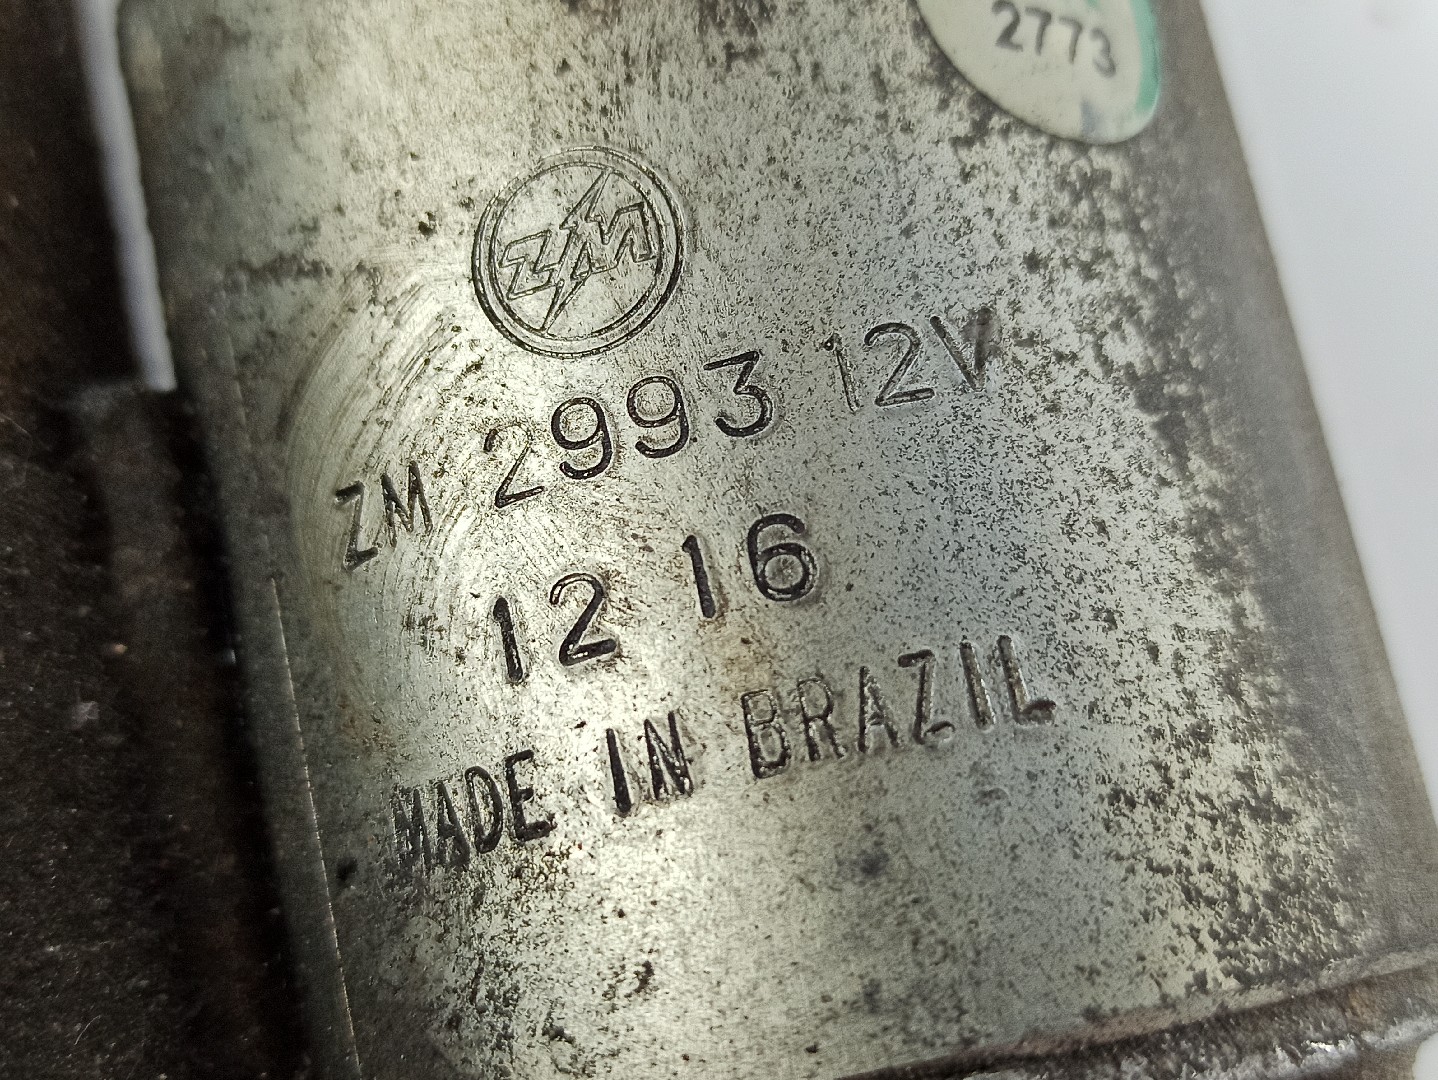 2773
ZM
ZM 2993 12V
12 16
MADE IN BRAZIL